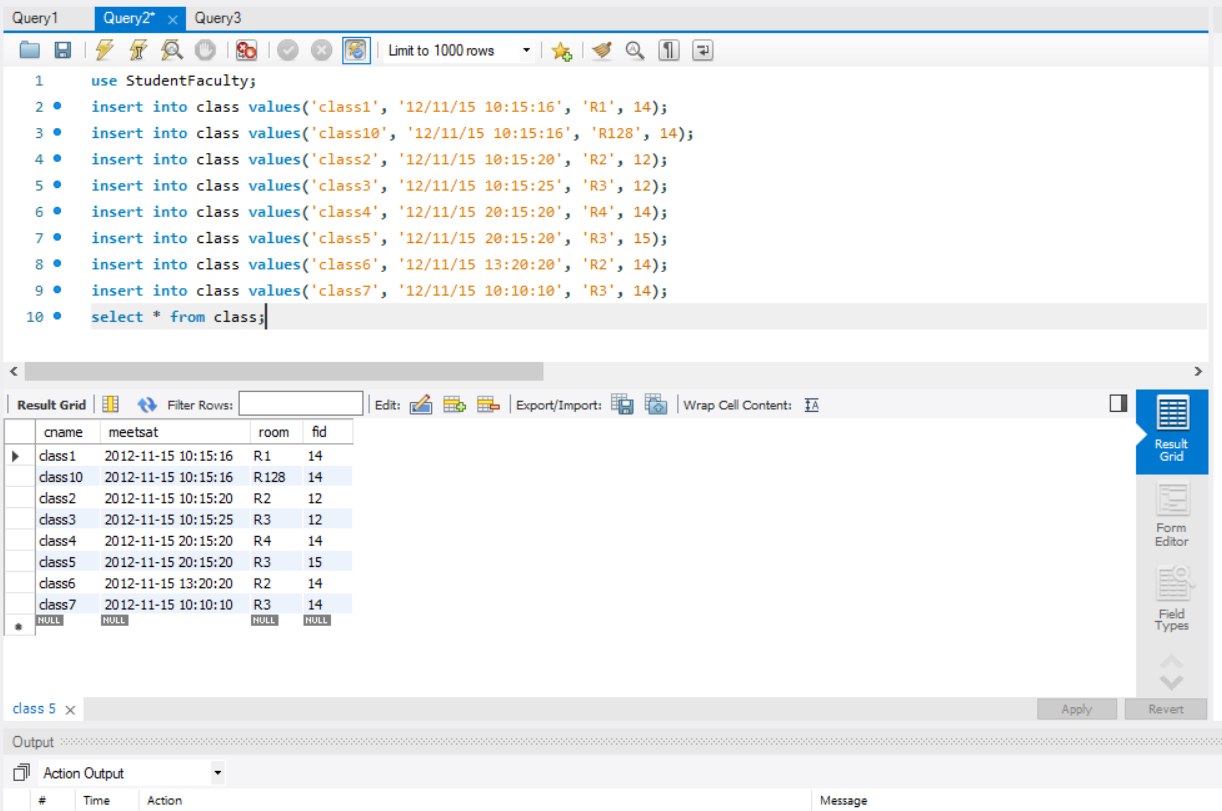 Query1 Query2* × Query3
Limit to 1000 rows
1 use StudentFaculty;
2 insert into class values('class1', '12/11/15 10:15:16', 'R1', 14);
3 insert into class values('class10', '12/11/15 10:15:16', 'R128', 14);
4 insert into class values('class2', '12/11/15 10:15:20', 'R2', 12);
5 insert into class values('class3', '12/11/15 10:15:25', 'R3', 12);
6 insert into class values('class4', '12/11/15 20:15:20', 'R4', 14);
7 insert into class values('class5', '12/11/15 20:15:20', 'R3', 15);
8 insert into class values('class6', '12/11/15 13:20:20', 'R2', 14);
9 insert into class values('class7', '12/11/15 10:10:10', 'R3', 14);
10 select * from class;
Result Grid Filter Rows: Edit: Export/Import: Wrap Cell Content:
cname meetsat room fid
class1 2012-11-15 10:15:16 R1 14
class10 2012-11-15 10:15:16 R128 14
class2 2012-11-15 10:15:20 R2 12
class3 2012-11-15 10:15:25 R3 12
class4 2012-11-15 20:15:20 R4 14
class5 2012-11-15 20:15:20 R3 15
class6 2012-11-15 13:20:20 R2 14
class7 2012-11-15 10:10:10 R3 14
NULL NULL NULL NULL
Result
Grid
Form
Editor
Field
Types
class 5 ×
Apply Revert
Output
Action Output
# Time Action Message